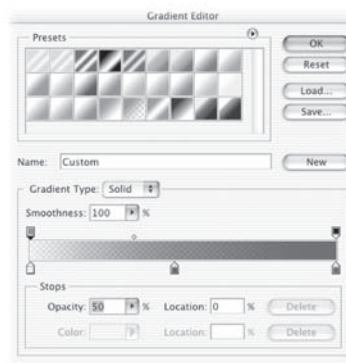 Gradient Editor
Presets
OK
Reset
Load...
Save...
Name: Custom
New
Gradient Type: Solid
Smoothness: 100 %
Stops
Opacity: 50 % Location: 0 % Delete
Color: Location: % Delete